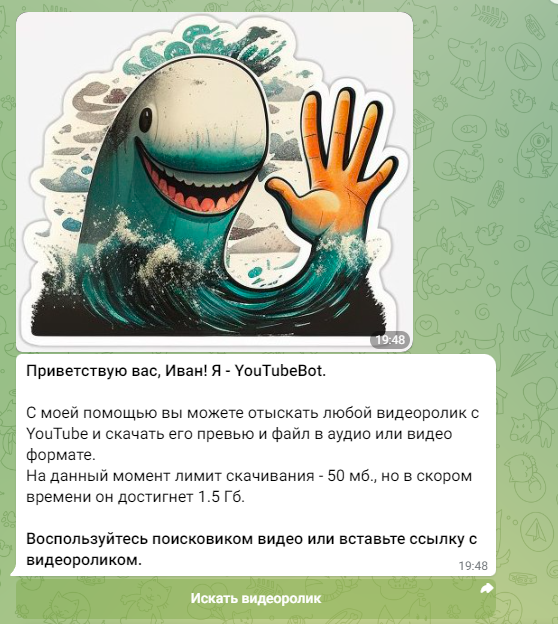 19:48
Приветствую вас, Иван! Я - YouTubeBot.
С моей помощью вы можете отыскать любой видеоролик с
YouTube и скачать его превью и файл в аудио или видео
формате.
На данный момент лимит скачивания - 50 мб., но в скором
времени он достигнет 1.5 Гб.
Воспользуйтесь поисковиком видео или вставьте ссылку с
видеороликом.
19:48
Искать видеоролик